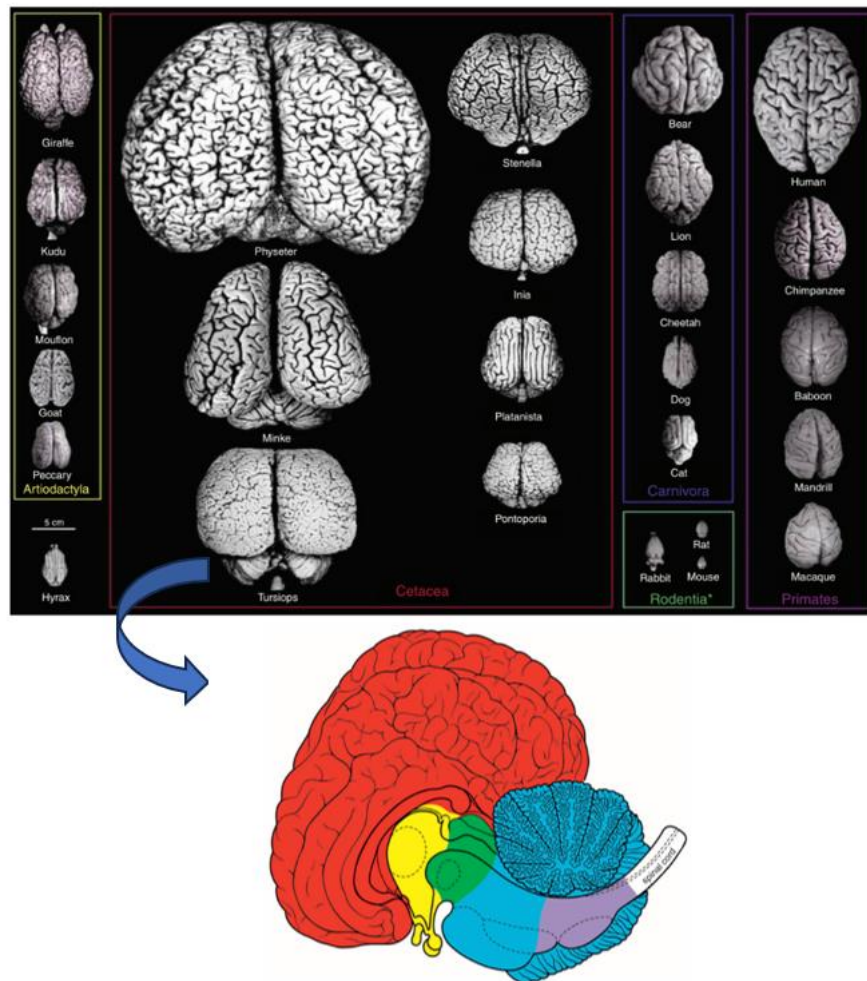 Giraffe
Kudu
Mouflon
Goat
Peccary
Artiodactyla
5 cm
Hyrax
Physeter
Minke
Tursiops
Stenella
Inia
Platanista
Pontoporia
Cetacea
Bear
Lion
Cheetah
Dog
Cat
Carnivora
Rat
Rabbit
Mouse
Rodentia*
Human
Chimpanzee
Baboon
Mandrill
Macaque
Primates
spinal cord